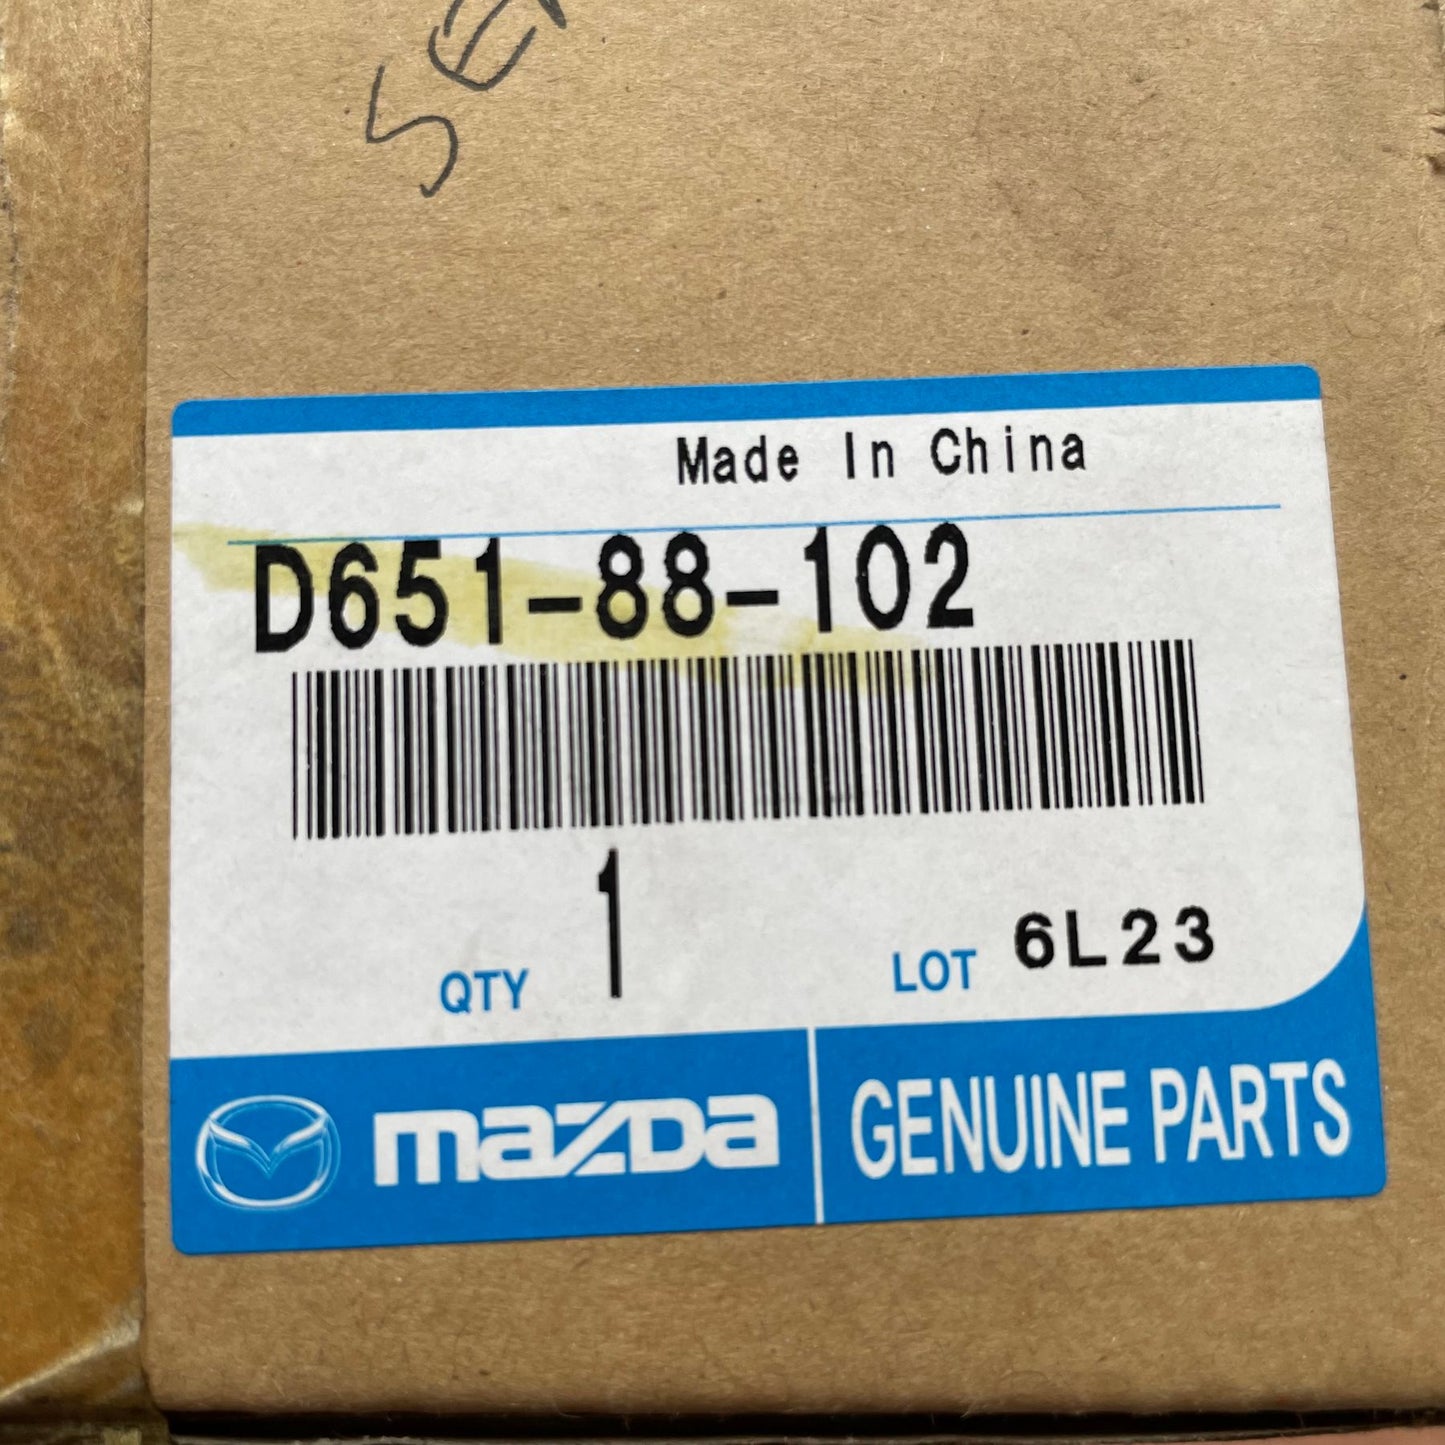 Made In China
D651-88-102
QTY 1 LOT 6L23
mazDa GENUINE PARTS